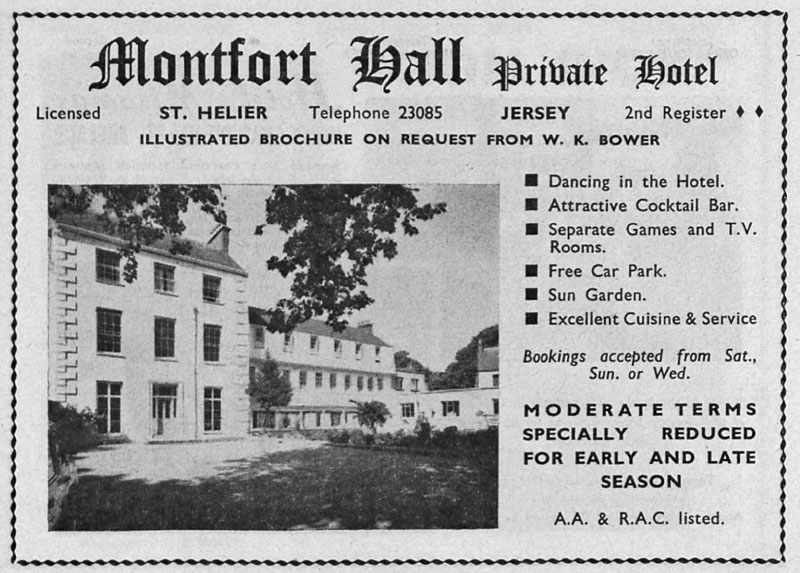 Montfort Hall Private Hotel
Licensed ST. HELIER Telephone 23085 JERSEY 2nd Register ♦ ♦
ILLUSTRATED BROCHURE ON REQUEST FROM W. K. BOWER
■ Dancing in the Hotel.
■ Attractive Cocktail Bar.
■ Separate Games and T.V.
Rooms.
■ Free Car Park.
■ Sun Garden.
■ Excellent Cuisine & Service
Bookings accepted from Sat.,
Sun. or Wed.
MODERATE TERMS
SPECIALLY REDUCED
FOR EARLY AND LATE
SEASON
A.A. & R.A.C. listed.